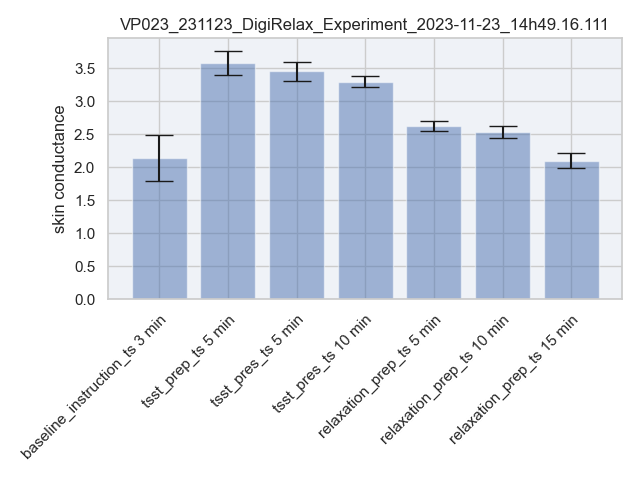 VP023_231123_DigiRelax_Experiment_2023-11-23_14h49.16.111
skin conductance
3.5
3.0
2.5
2.0
1.5
1.0
0.5
0.0
baseline_instruction_ts 3 min
tsst_prep_ts 5 min
tsst_pres_ts 5 min
tsst_pres_ts 10 min
relaxation_prep_ts 5 min
relaxation_prep_ts 10 min
relaxation_prep_ts 15 min